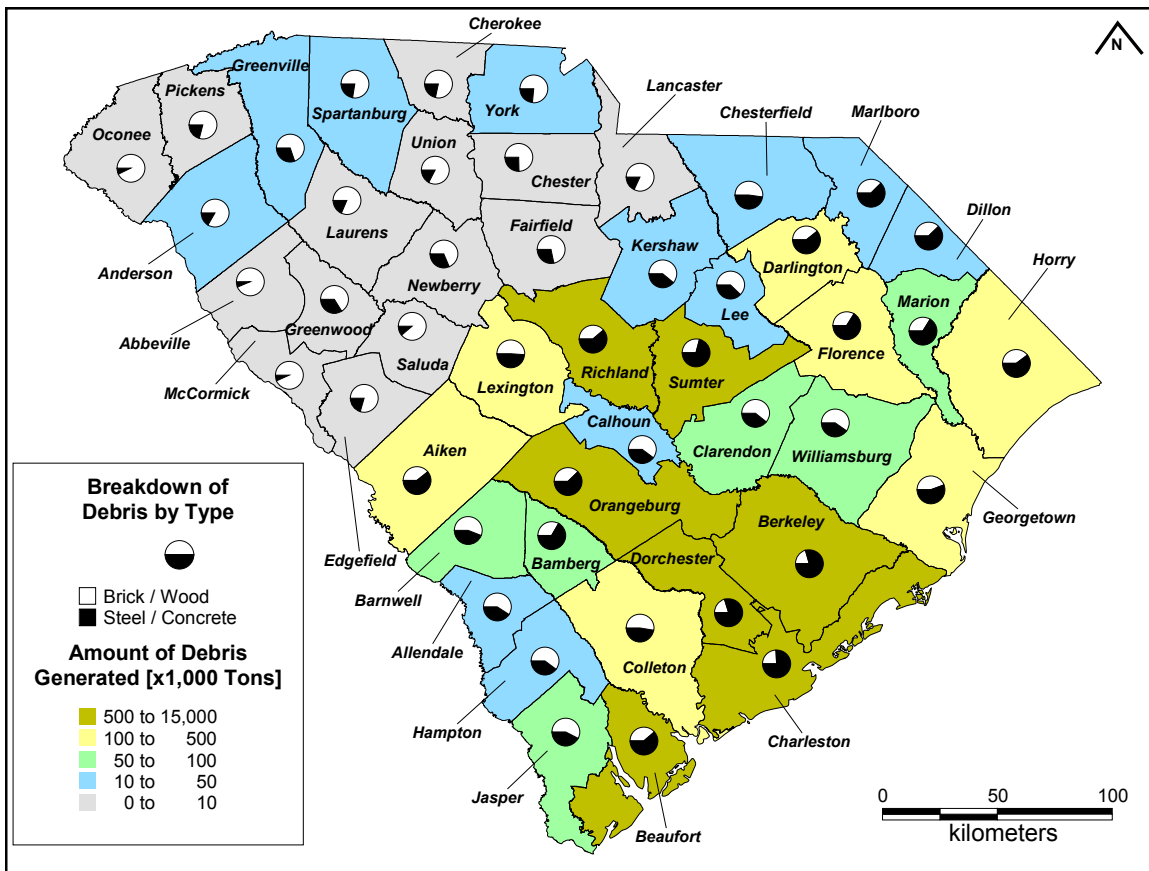 Cherokee
N
Greenville
Pickens
Lancaster
Spartanburg
York
Chesterfield
Marlboro
Oconee
Union
Chester
Laurens
Fairfield
Dillon
Kershaw
Anderson
Darlington
Horry
Newberry
Marion
Lee
Greenwood
Abbeville
Florence
Saluda
McCormick
Richland
Sumter
Lexington
Calhoun
Aiken
Clarendon
Williamsburg
Orangeburg
Georgetown
Berkeley
Edgefield
Bamberg
Dorchester
Barnwell
Allendale
Colleton
Hampton
Charleston
Jasper
Beaufort
Breakdown of
Debris by Type
Brick / Wood
Steel / Concrete
Amount of Debris
Generated [x1,000 Tons]
500 to 15,000
100 to 500
50 to 100
10 to 50
0 to 10
0 50 100
kilometers